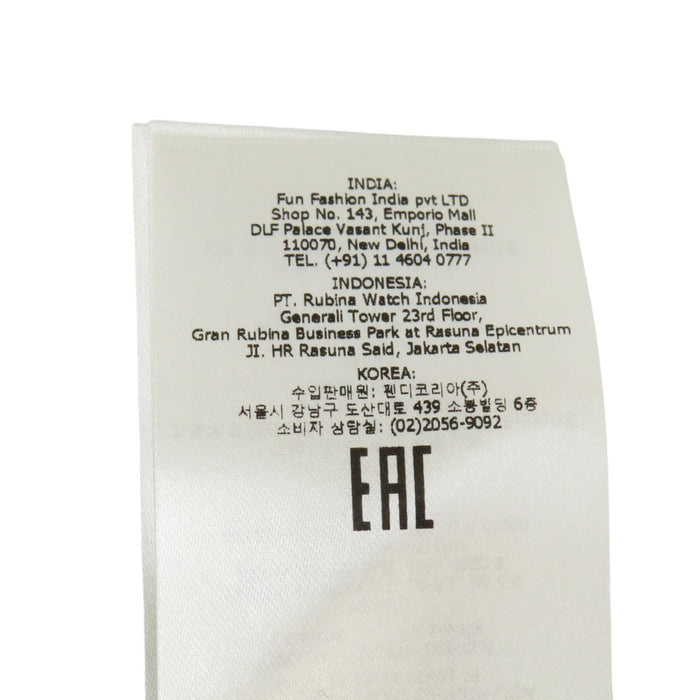 INDIA:
Fun Fashion India pvt LTD
Shop No. 143, Emporio Mall
DLF Palace Vasant Kunj, Phase II
110070, New Delhi, India
TEL. (+91) 11 4604 0777
INDONESIA:
PT. Rubina Watch Indonesia
Generali Tower 23rd Floor,
Gran Rubina Business Park at Rasuna Epicentrum
JI. HR Rasuna Said, Jakarta Selatan
KOREA:
수입판매원: 펜디코리아(주)
서울시 강남구 도산대로 439 소봉빌딩 6층
소비자 상담실: (02)2056-9092
EAC